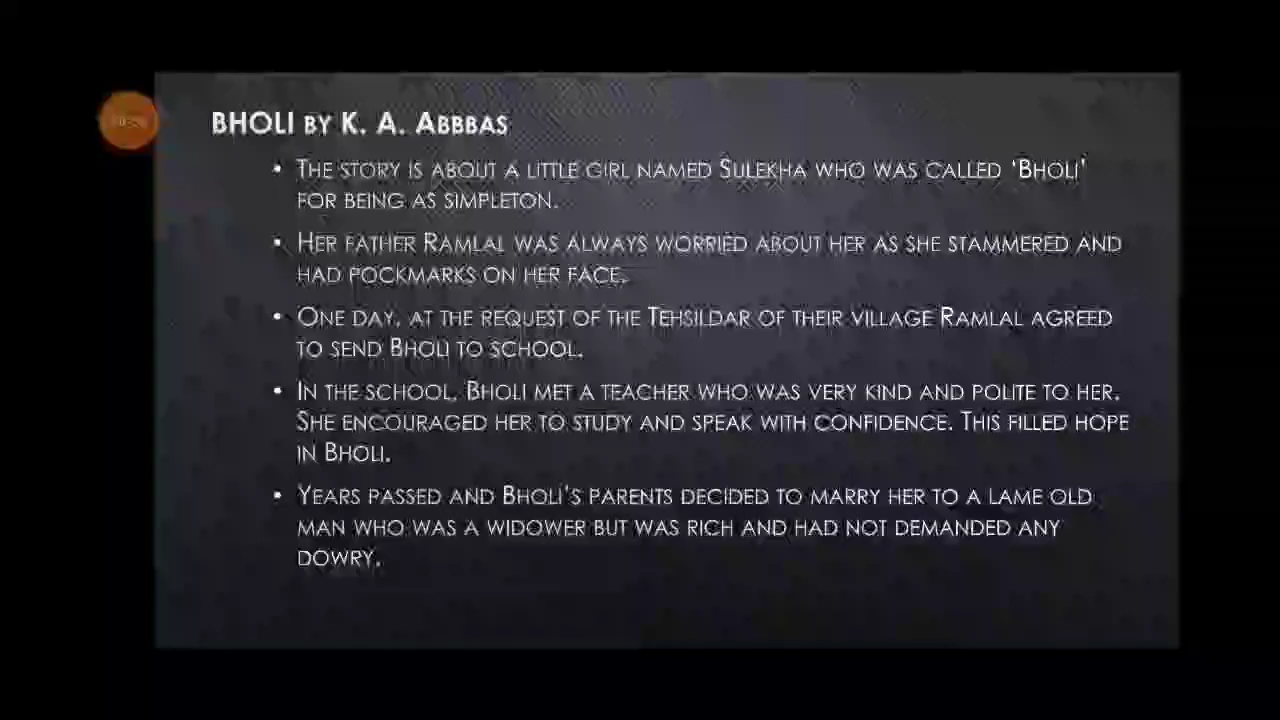 BHOLI BY K. A. ABBBAS
• THE STORY IS ABOUT A LITTLE GIRL NAMED SULEKHA WHO WAS CALLED ‘BHOLI’
FOR BEING AS SIMPLETON.
• HER FATHER RAMLAL WAS ALWAYS WORRIED ABOUT HER AS SHE STAMMERED AND
HAD POCKMARKS ON HER FACE.
• ONE DAY, AT THE REQUEST OF THE TEHSILDAR OF THEIR VILLAGE RAMLAL AGREED
TO SEND BHOLI TO SCHOOL.
• IN THE SCHOOL, BHOLI MET A TEACHER WHO WAS VERY KIND AND POLITE TO HER.
SHE ENCOURAGED HER TO STUDY AND SPEAK WITH CONFIDENCE. THIS FILLED HOPE
IN BHOLI.
• YEARS PASSED AND BHOLI’S PARENTS DECIDED TO MARRY HER TO A LAME OLD
MAN WHO WAS A WIDOWER BUT WAS RICH AND HAD NOT DEMANDED ANY
DOWRY.